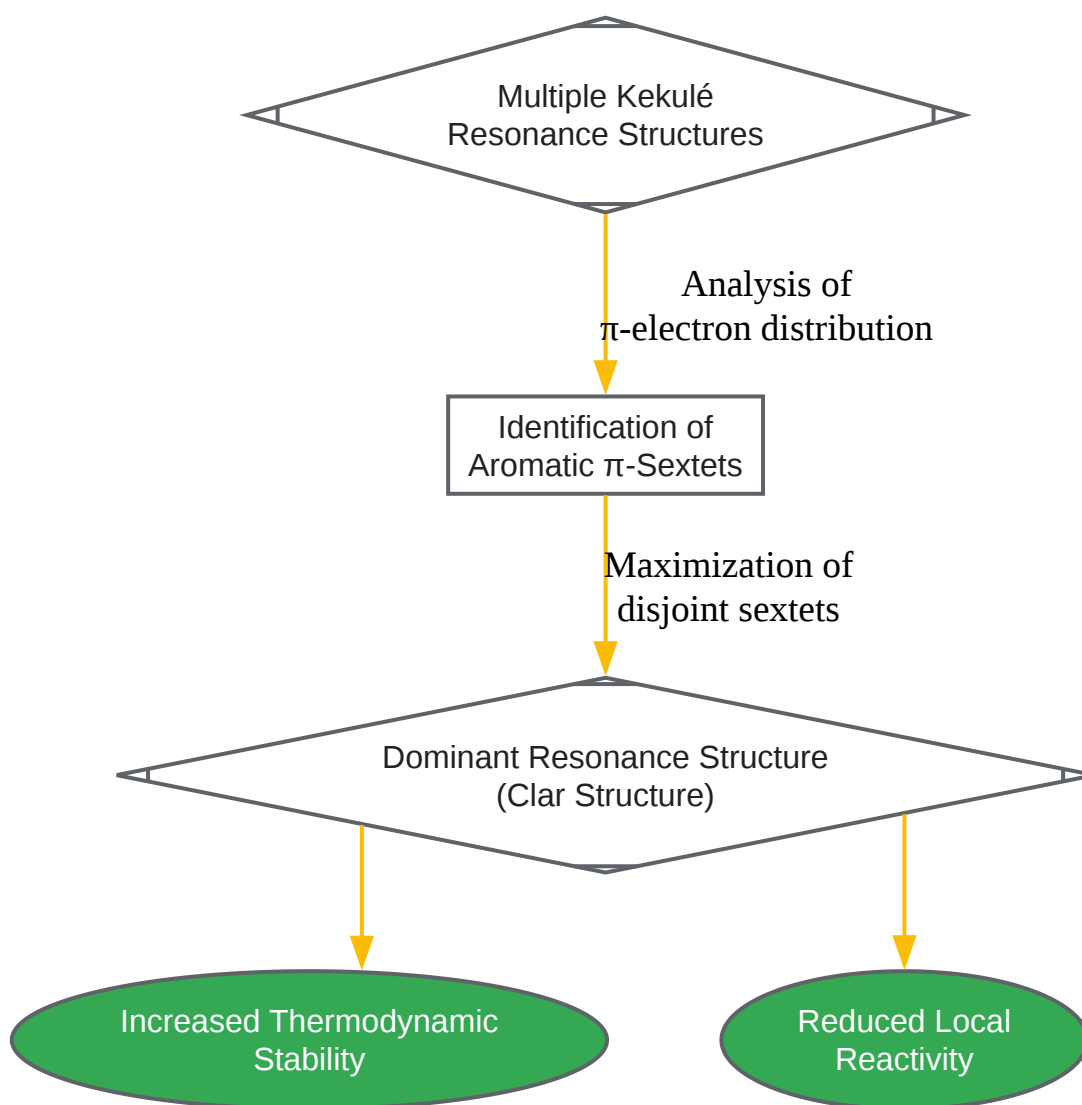 Multiple Kekulé
Resonance Structures
Analysis of
π-electron distribution
Identification of
Aromatic π-Sextets
Maximization of
disjoint sextets
Dominant Resonance Structure
(Clar Structure)
Increased Thermodynamic
Stability
Reduced Local
Reactivity